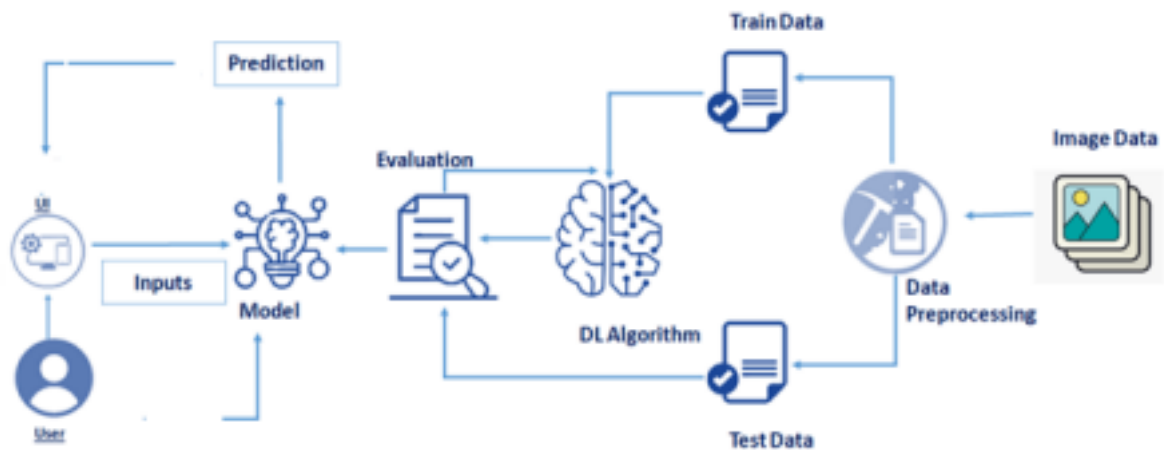 Train Data
Prediction
Image Data
Evaluation
UI
Inputs
Model
Data
Preprocessing
DL Algorithm
User
Test Data